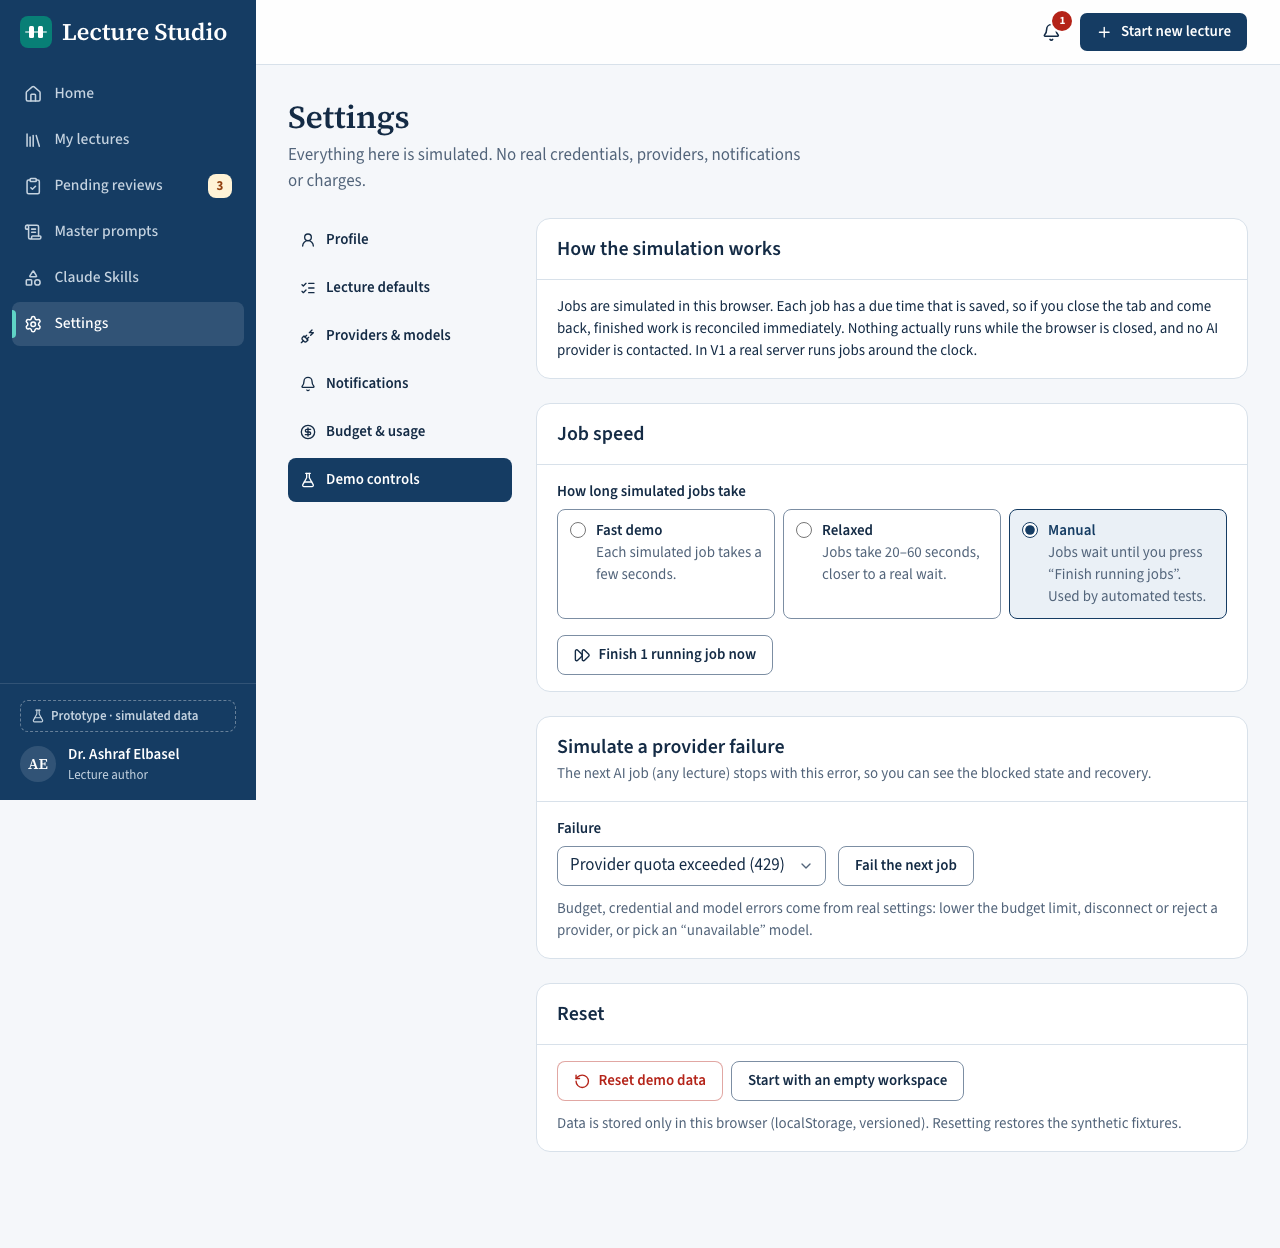 Lecture Studio
Home
My lectures
Pending reviews
3
Master prompts
Claude Skills
Settings
Prototype · simulated data
AE
Dr. Ashraf Elbasel
Lecture author
1
Start new lecture
Settings
Everything here is simulated. No real credentials, providers, notifications
or charges.
Profile
Lecture defaults
Providers & models
Notifications
Budget & usage
Demo controls
How the simulation works
Jobs are simulated in this browser. Each job has a due time that is saved, so if you close the tab and come
back, finished work is reconciled immediately. Nothing actually runs while the browser is closed, and no AI
provider is contacted. In V1 a real server runs jobs around the clock.
Job speed
How long simulated jobs take
Fast demo
Each simulated job takes a
few seconds.
Relaxed
Jobs take 20–60 seconds,
closer to a real wait.
Manual
Jobs wait until you press
“Finish running jobs”.
Used by automated tests.
Finish 1 running job now
Simulate a provider failure
The next AI job (any lecture) stops with this error, so you can see the blocked state and recovery.
Failure
Provider quota exceeded (429)
Fail the next job
Budget, credential and model errors come from real settings: lower the budget limit, disconnect or reject a
provider, or pick an “unavailable” model.
Reset
Reset demo data
Start with an empty workspace
Data is stored only in this browser (localStorage, versioned). Resetting restores the synthetic fixtures.